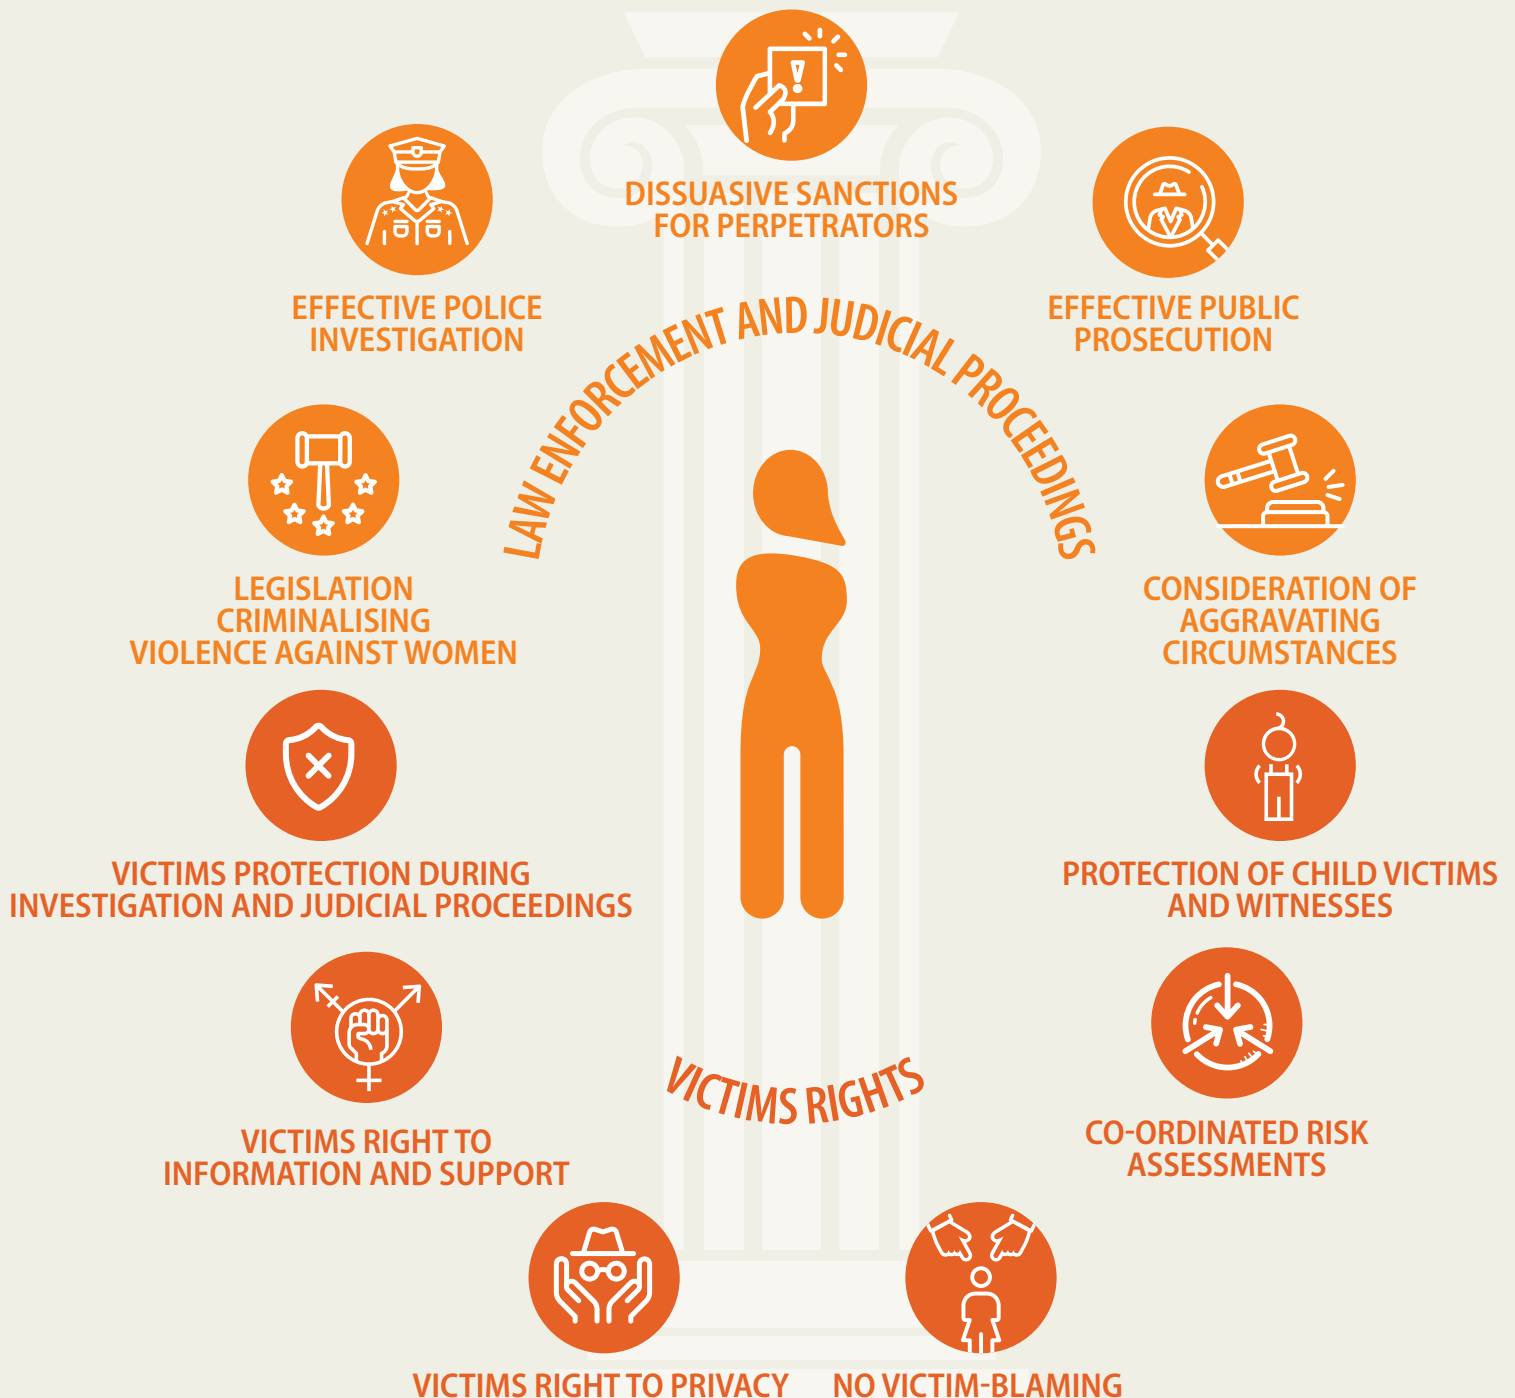 DISSUASIVE SANCTIONS
FOR PERPETRATORS
EFFECTIVE POLICE
INVESTIGATION
EFFECTIVE PUBLIC
PROSECUTION
LAW ENFORCEMENT AND JUDICIAL PROCEEDINGS
LEGISLATION
CRIMINALISING
VIOLENCE AGAINST WOMEN
CONSIDERATION OF
AGGRAVATING
CIRCUMSTANCES
VICTIMS PROTECTION DURING
INVESTIGATION AND JUDICIAL PROCEEDINGS
PROTECTION OF CHILD VICTIMS
AND WITNESSES
VICTIMS RIGHTS
VICTIMS RIGHT TO
INFORMATION AND SUPPORT
CO-ORDINATED RISK
ASSESSMENTS
VICTIMS RIGHT TO PRIVACY
NO VICTIM-BLAMING